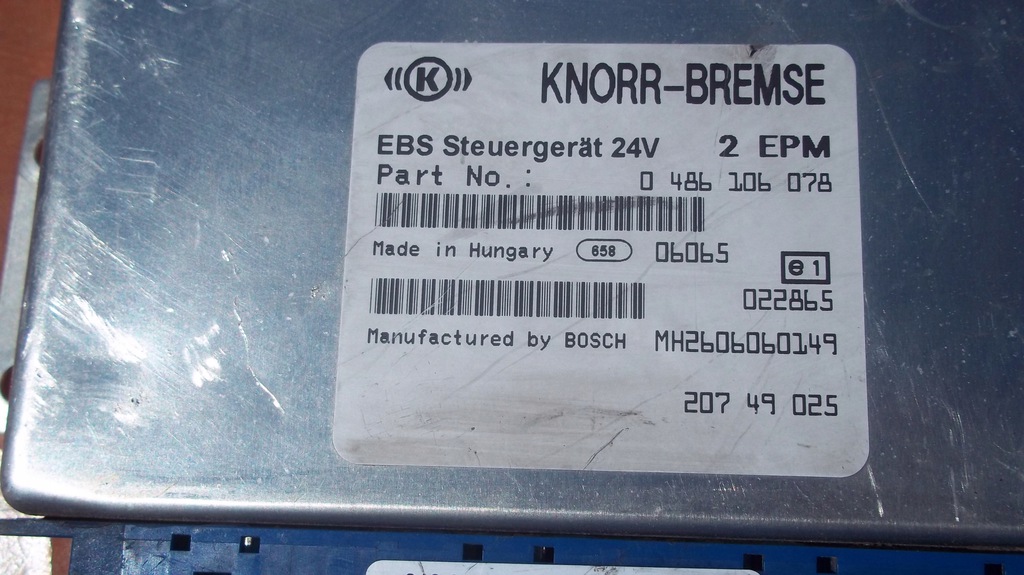 K KNORR-BREMSE
EBS Steuergerät 24V 2 EPM
Part No.: 0 486 106 078
Made in Hungary 658 06065
e1
022865
Manufactured by BOSCH MH2606060149
207 49 025